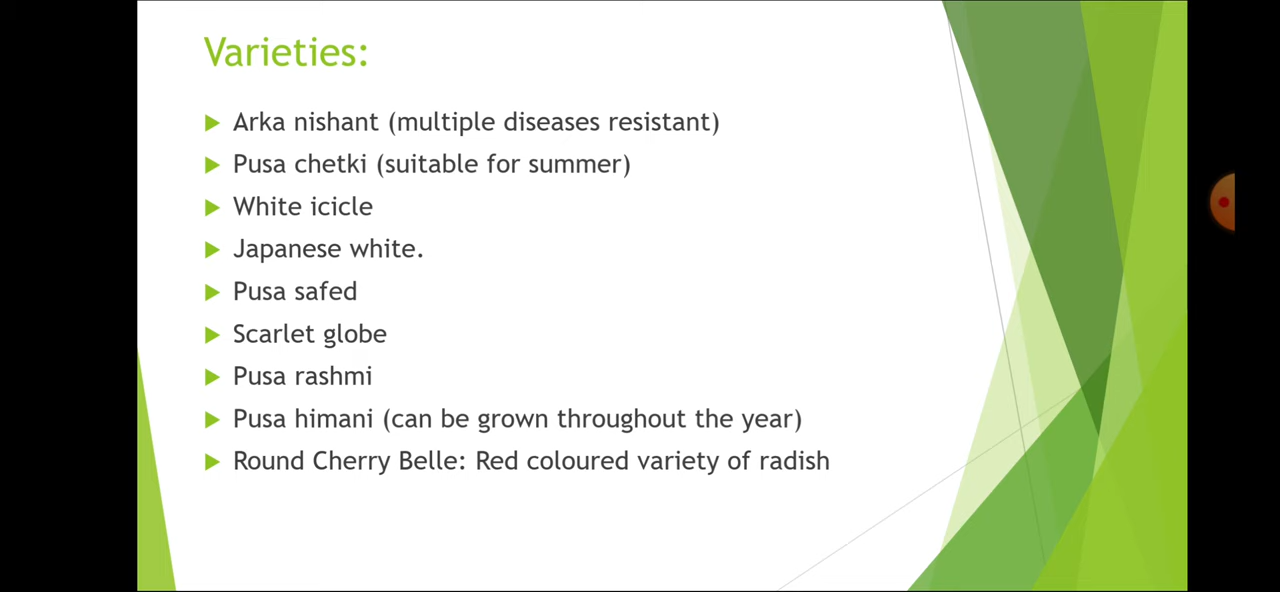 Varieties:
Arka nishant (multiple diseases resistant)
Pusa chetki (suitable for summer)
White icicle
Japanese white.
Pusa safed
Scarlet globe
Pusa rashmi
Pusa himani (can be grown throughout the year)
Round Cherry Belle: Red coloured variety of radish